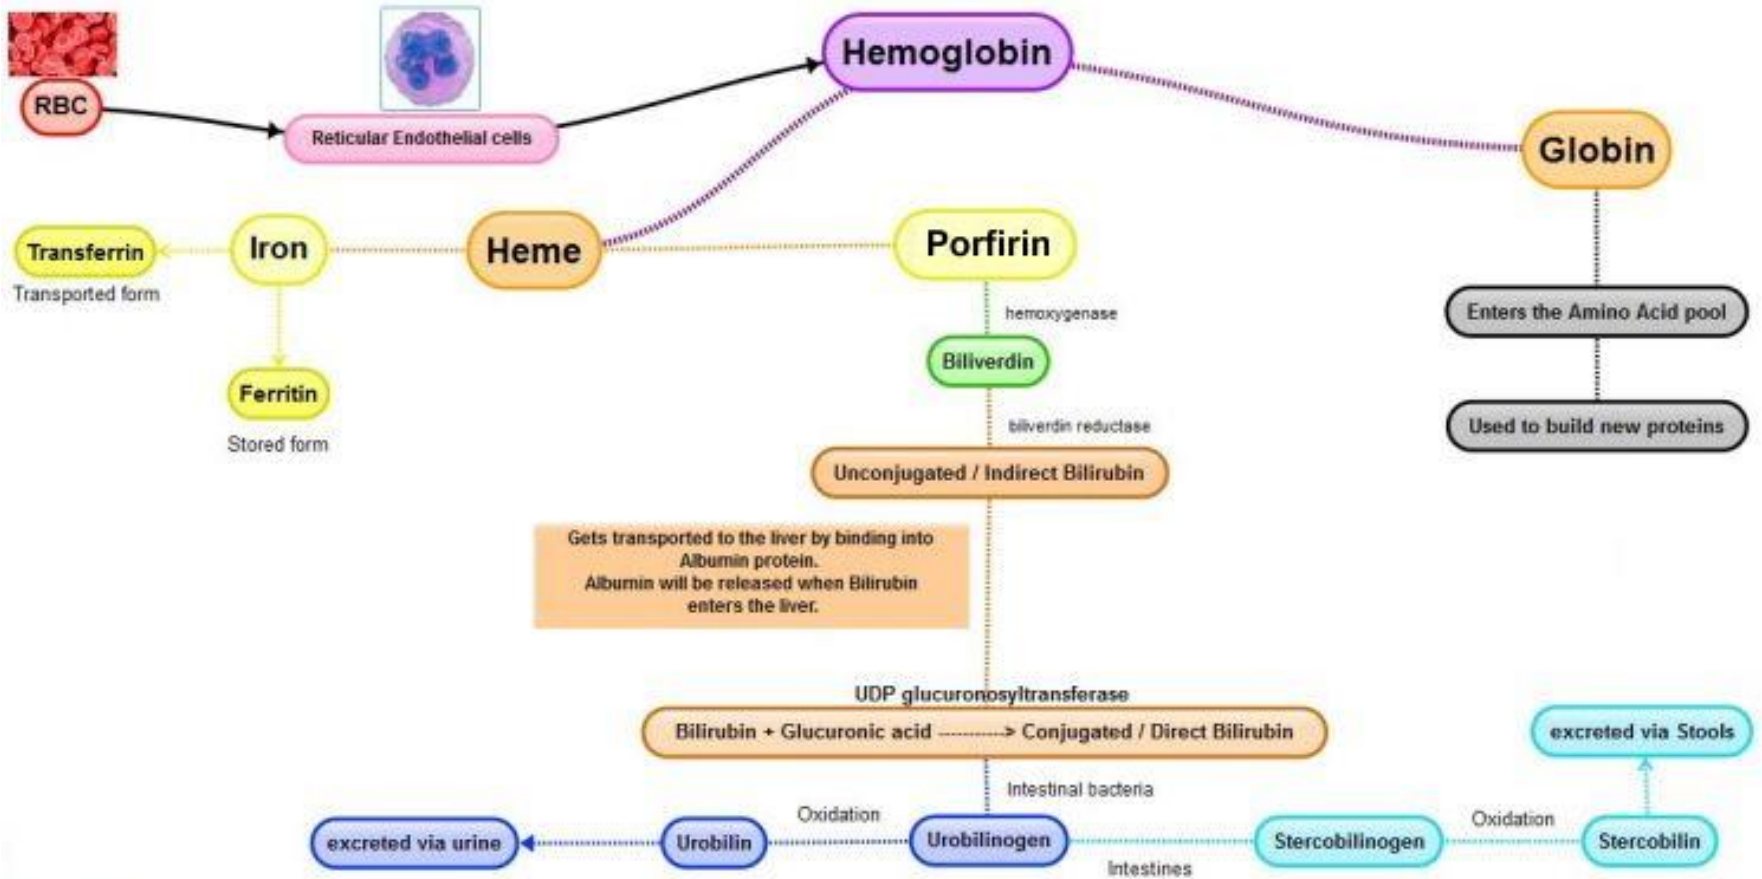 Hemoglobin
RBC
Reticular Endothelial cells
Globin
Transferrin
Iron
Heme
Porfirin
Transported form
hemoxygenase
Enters the Amino Acid pool
Biliverdin
Ferritin
biliverdin reductase
Used to build new proteins
Stored form
Unconjugated / Indirect Bilirubin
Gets transported to the liver by binding into
Albumin protein.
Albumin will be released when Bilirubin
enters the liver.
UDP glucuronosyltransferase
Bilirubin + Glucuronic acid ----------> Conjugated / Direct Bilirubin
excreted via Stools
Intestinal bacteria
Oxidation
Oxidation
excreted via urine
Urobilin
Urobilinogen
Stercobilinogen
Stercobilin
Intestines